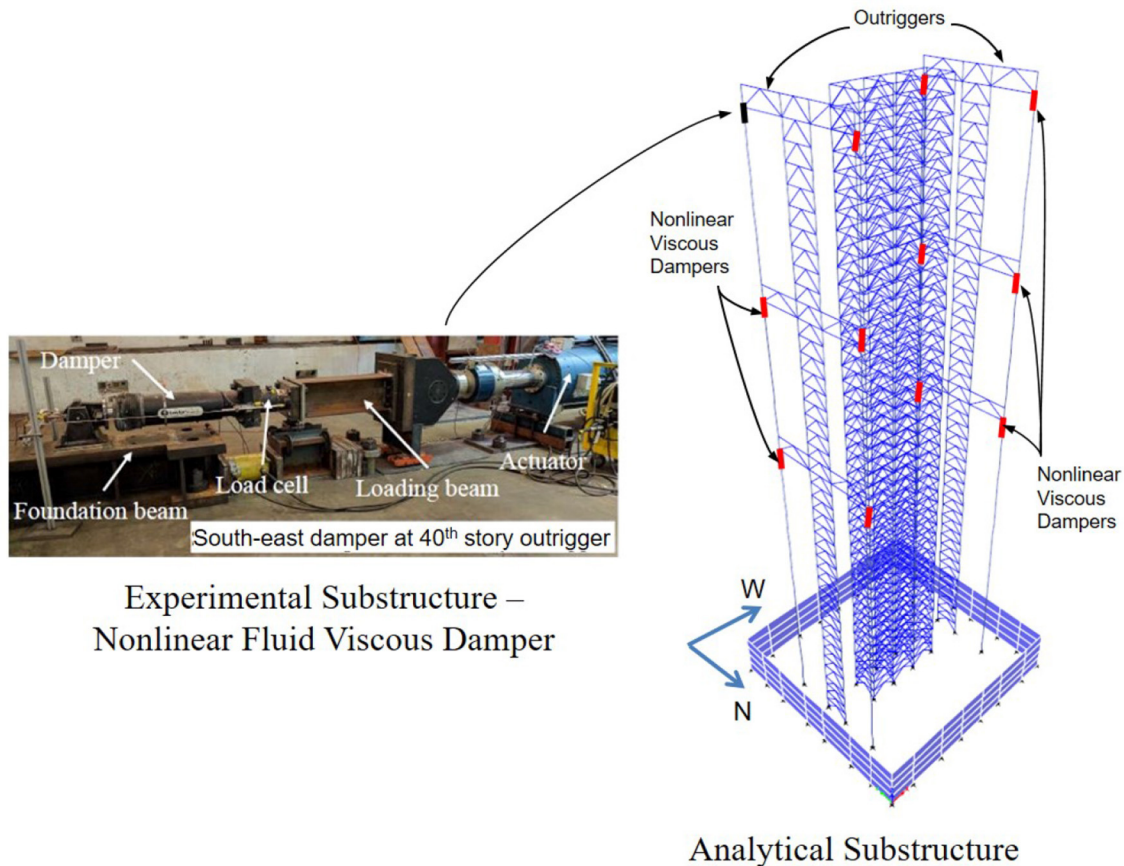 Outriggers
Nonlinear
Viscous
Dampers
Damper
Load cell
Loading beam
Actuator
Foundation beam
South-east damper at 40th story outrigger
Nonlinear
Viscous
Dampers
Experimental Substructure –
Nonlinear Fluid Viscous Damper
W
N
Analytical Substructure